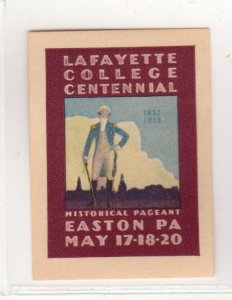 LAFAYETTE
COLLEGE
CENTENNIAL
1832
1932
HISTORICAL PAGEANT
EASTON PA
MAY 17-18-20